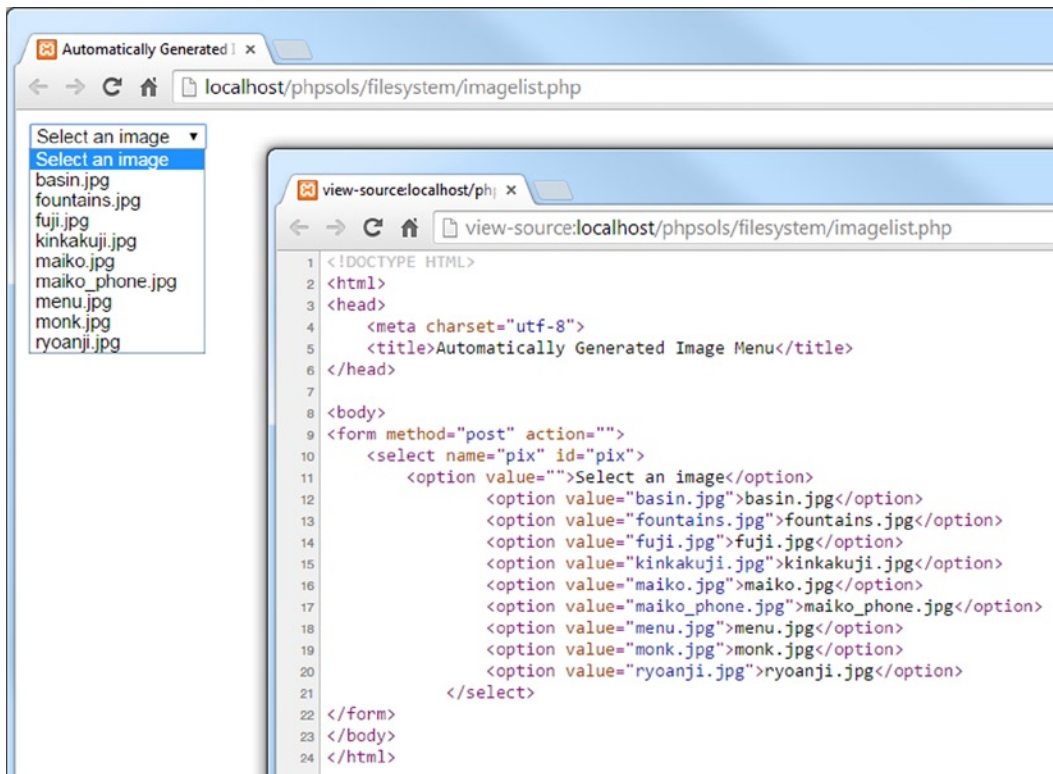 Automatically Generated I
localhost/phpsols/filesystem/imagelist.php
Select an image
Select an image
basin.jpg
fountains.jpg
fuji.jpg
kinkakuji.jpg
maiko.jpg
maiko_phone.jpg
menu.jpg
monk.jpg
ryoanji.jpg
view-source:localhost/ph
view-source:localhost/phpsols/filesystem/imagelist.php
1 <!DOCTYPE HTML>
2 <html>
3 <head>
4     <meta charset="utf-8">
5     <title>Automatically Generated Image Menu</title>
6 </head>
7
8 <body>
9 <form method="post" action="">
10     <select name="pix" id="pix">
11         <option value="">Select an image</option>
12                 <option value="basin.jpg">basin.jpg</option>
13                 <option value="fountains.jpg">fountains.jpg</option>
14                 <option value="fuji.jpg">fuji.jpg</option>
15                 <option value="kinkakuji.jpg">kinkakuji.jpg</option>
16                 <option value="maiko.jpg">maiko.jpg</option>
17                 <option value="maiko_phone.jpg">maiko_phone.jpg</option>
18                 <option value="menu.jpg">menu.jpg</option>
19                 <option value="monk.jpg">monk.jpg</option>
20                 <option value="ryoanji.jpg">ryoanji.jpg</option>
21             </select>
22 </form>
23 </body>
24 </html>